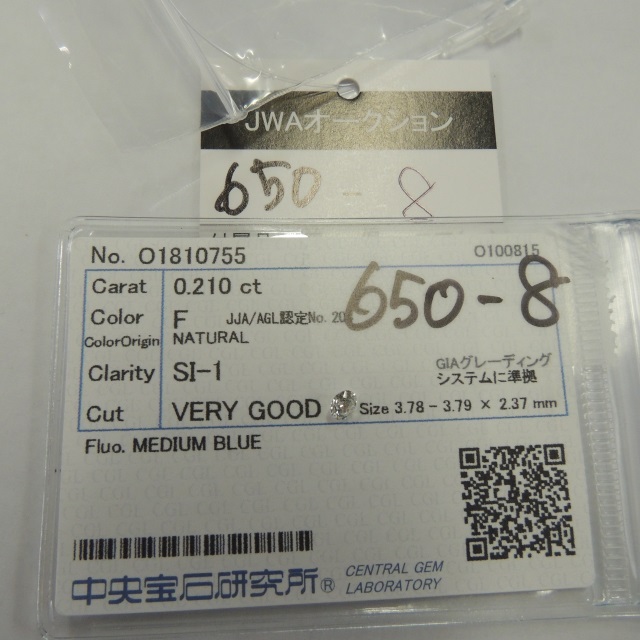 JWAオークション
650 - 8
No. O1810755
O100815
Carat 0.210 ct
650-8
Color F JJA/AGL認定No. 20
ColorOrigin NATURAL
Clarity SI-1
GIAグレーディング
システムに準拠
Cut VERY GOOD Size 3.78 - 3.79 × 2.37 mm
Fluo. MEDIUM BLUE
中央宝石研究所® CENTRAL GEM
LABORATORY